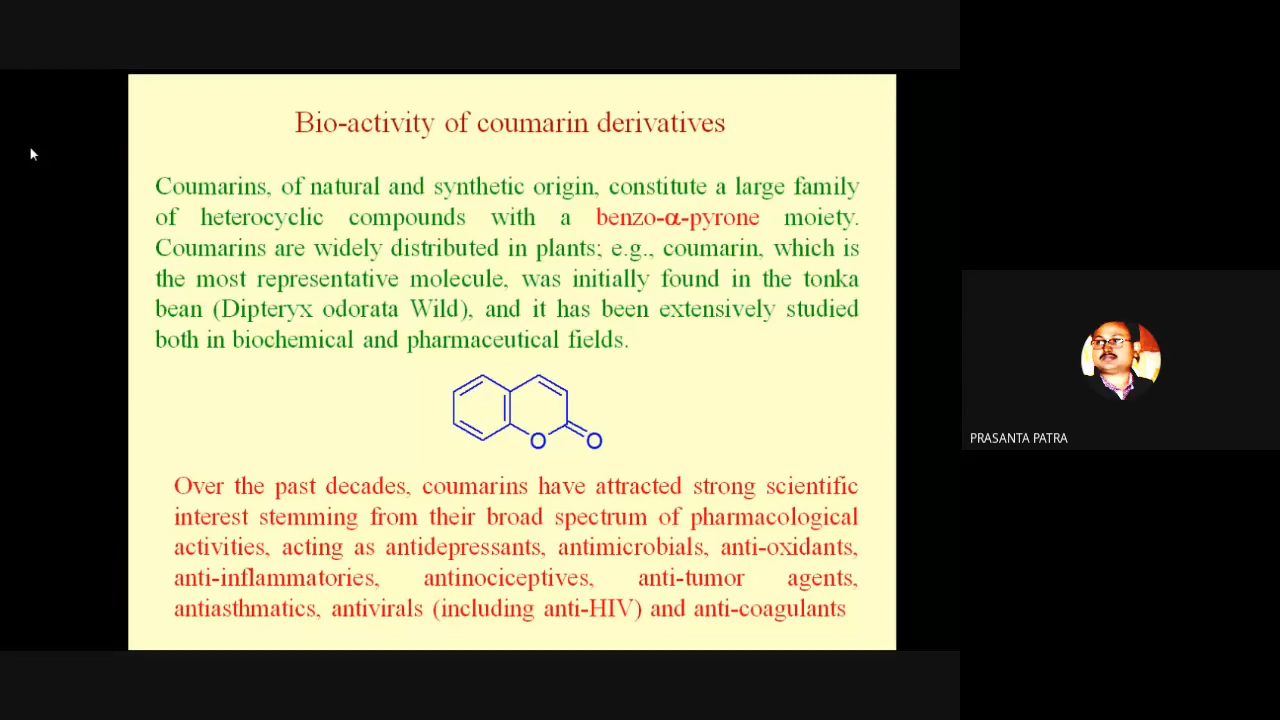 Bio-activity of coumarin derivatives
Coumarins, of natural and synthetic origin, constitute a large family
of heterocyclic compounds with a benzo-α-pyrone moiety.
Coumarins are widely distributed in plants; e.g., coumarin, which is
the most representative molecule, was initially found in the tonka
bean (Dipteryx odorata Wild), and it has been extensively studied
both in biochemical and pharmaceutical fields.
O
O
Over the past decades, coumarins have attracted strong scientific
interest stemming from their broad spectrum of pharmacological
activities, acting as antidepressants, antimicrobials, anti-oxidants,
anti-inflammatories, antinociceptives, anti-tumor agents,
antiasthmatics, antivirals (including anti-HIV) and anti-coagulants
PRASANTA PATRA